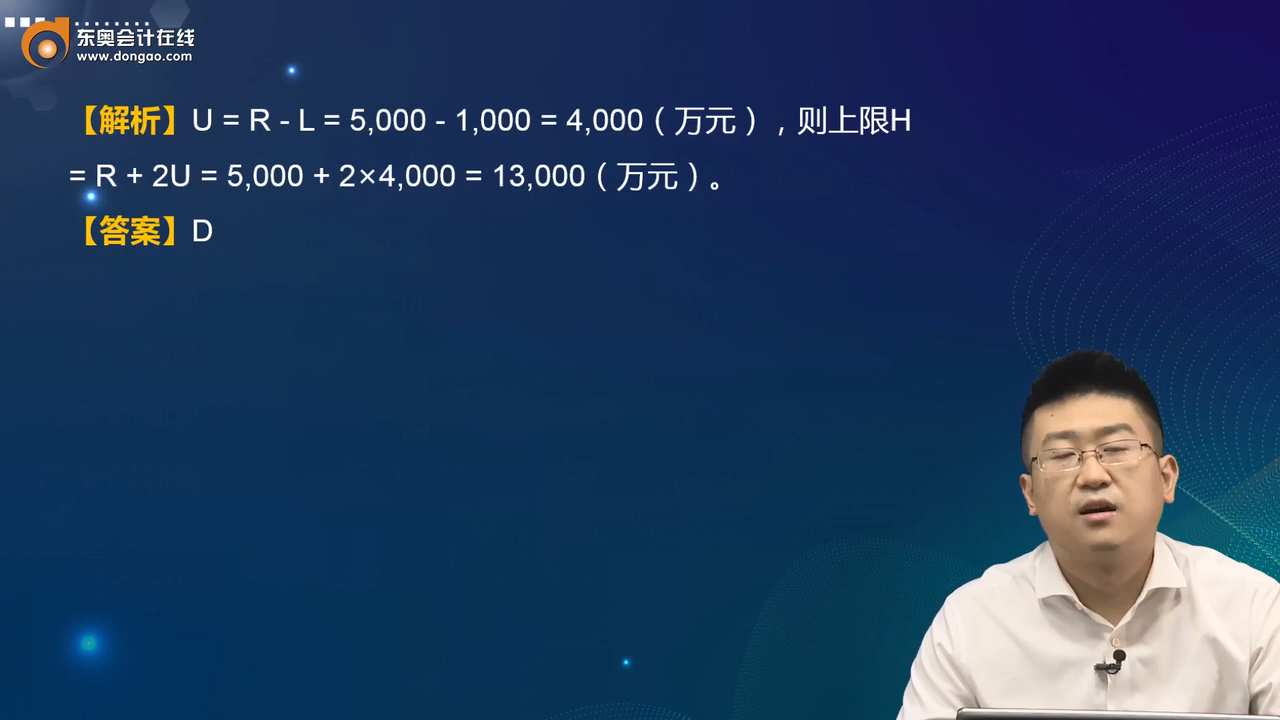 东奥会计在线
www.dongao.com
【解析】U = R - L = 5,000 - 1,000 = 4,000（万元），则上限H
= R + 2U = 5,000 + 2×4,000 = 13,000（万元）。
【答案】D